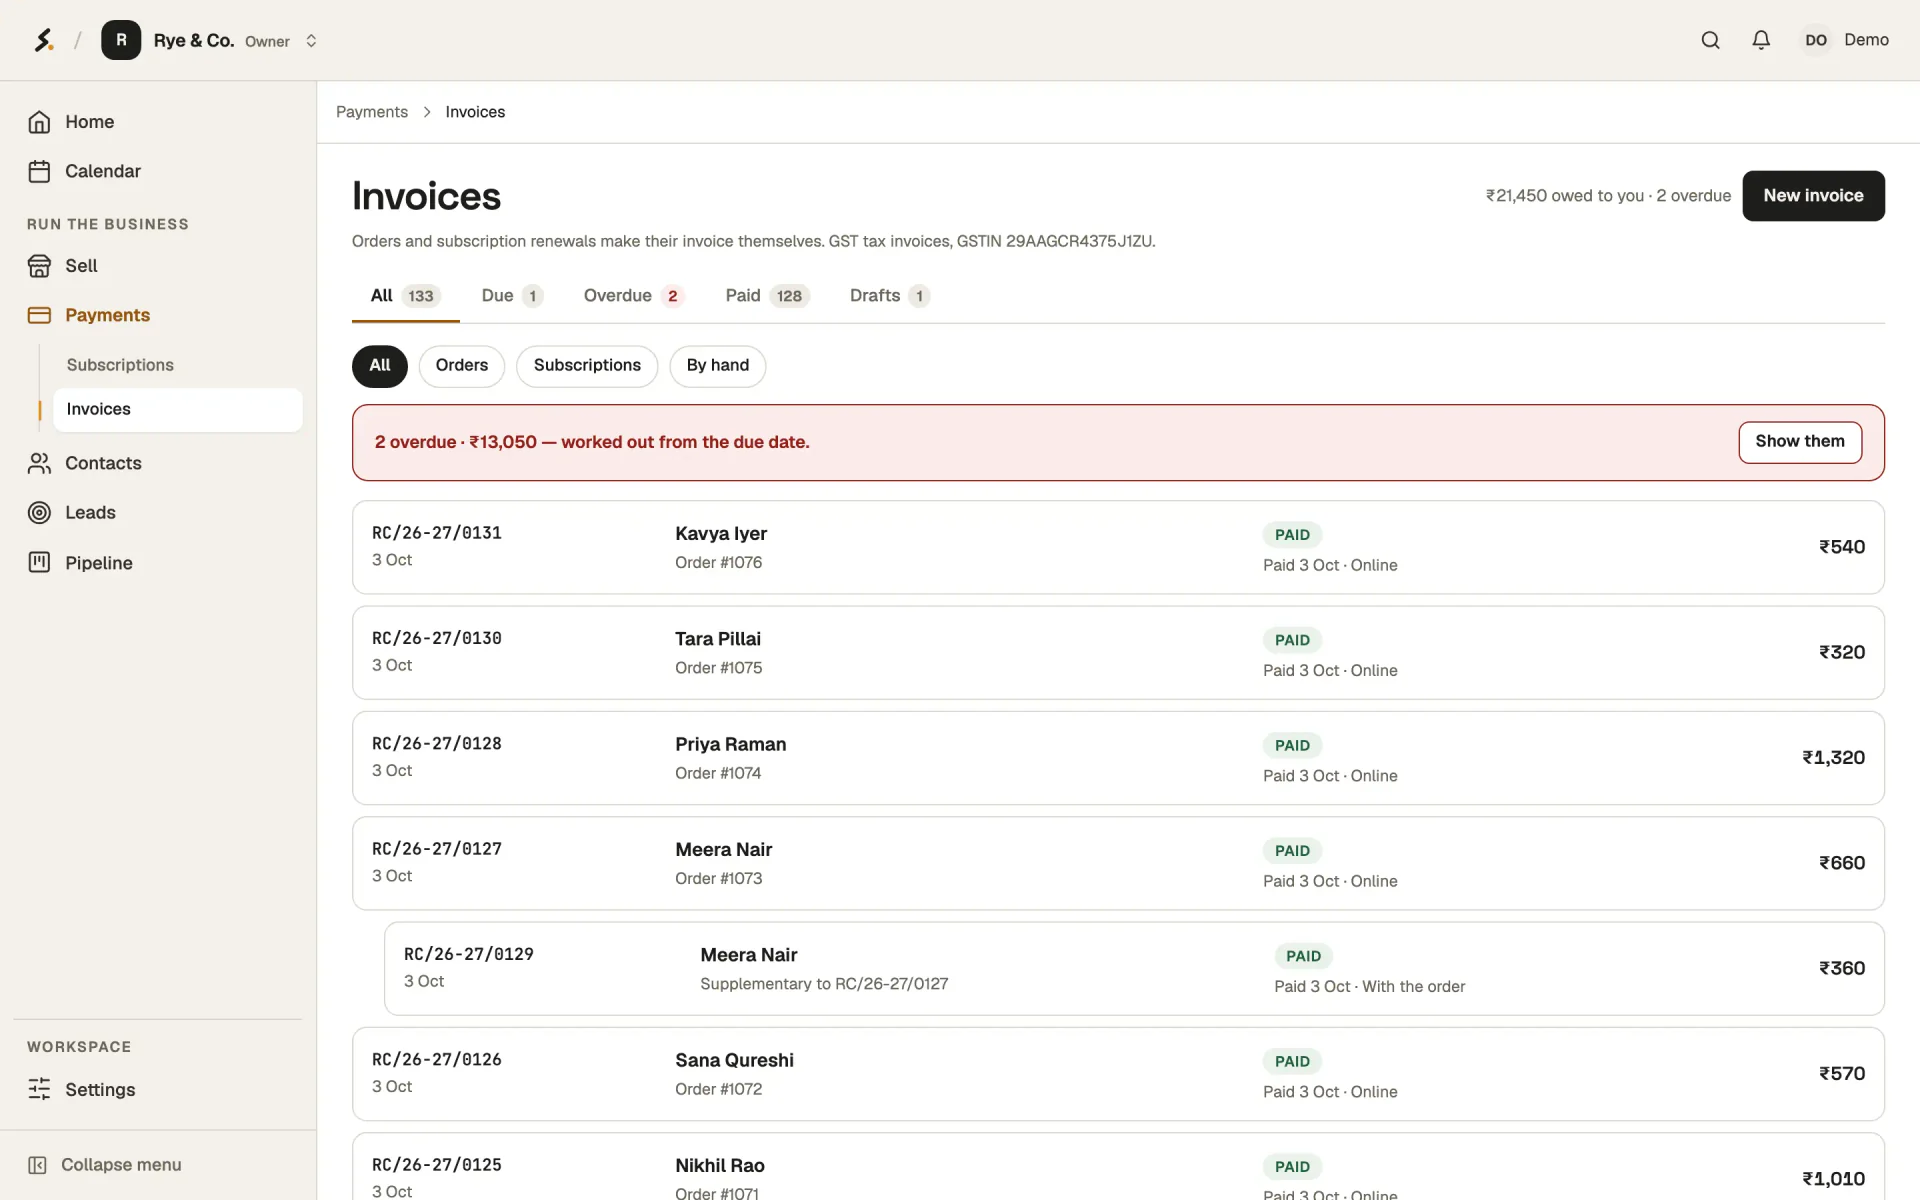 S. / R Rye & Co. Owner
DO Demo
Home
Calendar
RUN THE BUSINESS
Sell
Payments
Subscriptions
Invoices
Contacts
Leads
Pipeline
WORKSPACE
Settings
Collapse menu
Payments > Invoices
Invoices
₹21,450 owed to you · 2 overdue
New invoice
Orders and subscription renewals make their invoice themselves. GST tax invoices, GSTIN 29AAGCR4375J1ZU.
All 133 Due 1 Overdue 2 Paid 128 Drafts 1
All Orders Subscriptions By hand
2 overdue · ₹13,050 — worked out from the due date.
Show them
RC/26-27/0131 Kavya Iyer PAID ₹540
3 Oct Order #1076 Paid 3 Oct · Online
RC/26-27/0130 Tara Pillai PAID ₹320
3 Oct Order #1075 Paid 3 Oct · Online
RC/26-27/0128 Priya Raman PAID ₹1,320
3 Oct Order #1074 Paid 3 Oct · Online
RC/26-27/0127 Meera Nair PAID ₹660
3 Oct Order #1073 Paid 3 Oct · Online
RC/26-27/0129 Meera Nair PAID ₹360
3 Oct Supplementary to RC/26-27/0127 Paid 3 Oct · With the order
RC/26-27/0126 Sana Qureshi PAID ₹570
3 Oct Order #1072 Paid 3 Oct · Online
RC/26-27/0125 Nikhil Rao PAID ₹1,010
3 Oct Order #1071 Paid 3 Oct · Online